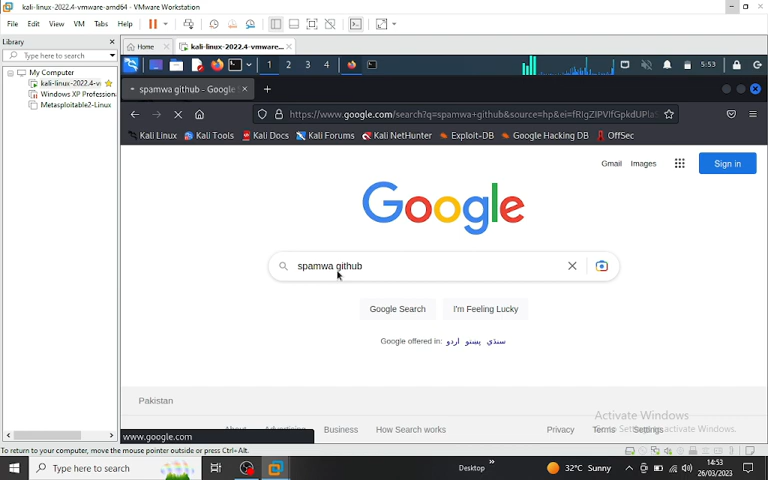 kali-linux-2022.4-vmware-amd64 - VMware Workstation
File Edit View VM Tabs Help
Library
Type here to search
My Computer
kali-linux-2022.4-v
Windows XP Profession
Metasploitable2-Linux
Home
kali-linux-2022.4-vmware...
1 2 3 4
5:53
spamwa github - Google
https://www.google.com/search?q=spamwa+github&source=hp&ei=
Kali Linux Kali Tools Kali Docs Kali Forums Kali NetHunter Exploit-DB Google Hacking DB OffSec
Gmail Images Sign in
Google
spamwa github
Google Search I'm Feeling Lucky
Google offered in: اردو پښتو سنڌي
Pakistan
Activate Windows
About Advertising Business How Search works Privacy Terms Settings
www.google.com
To return to your computer, move the mouse pointer outside or press Ctrl+Alt.
Type here to search
Desktop
32°C Sunny
14:53
26/03/2023